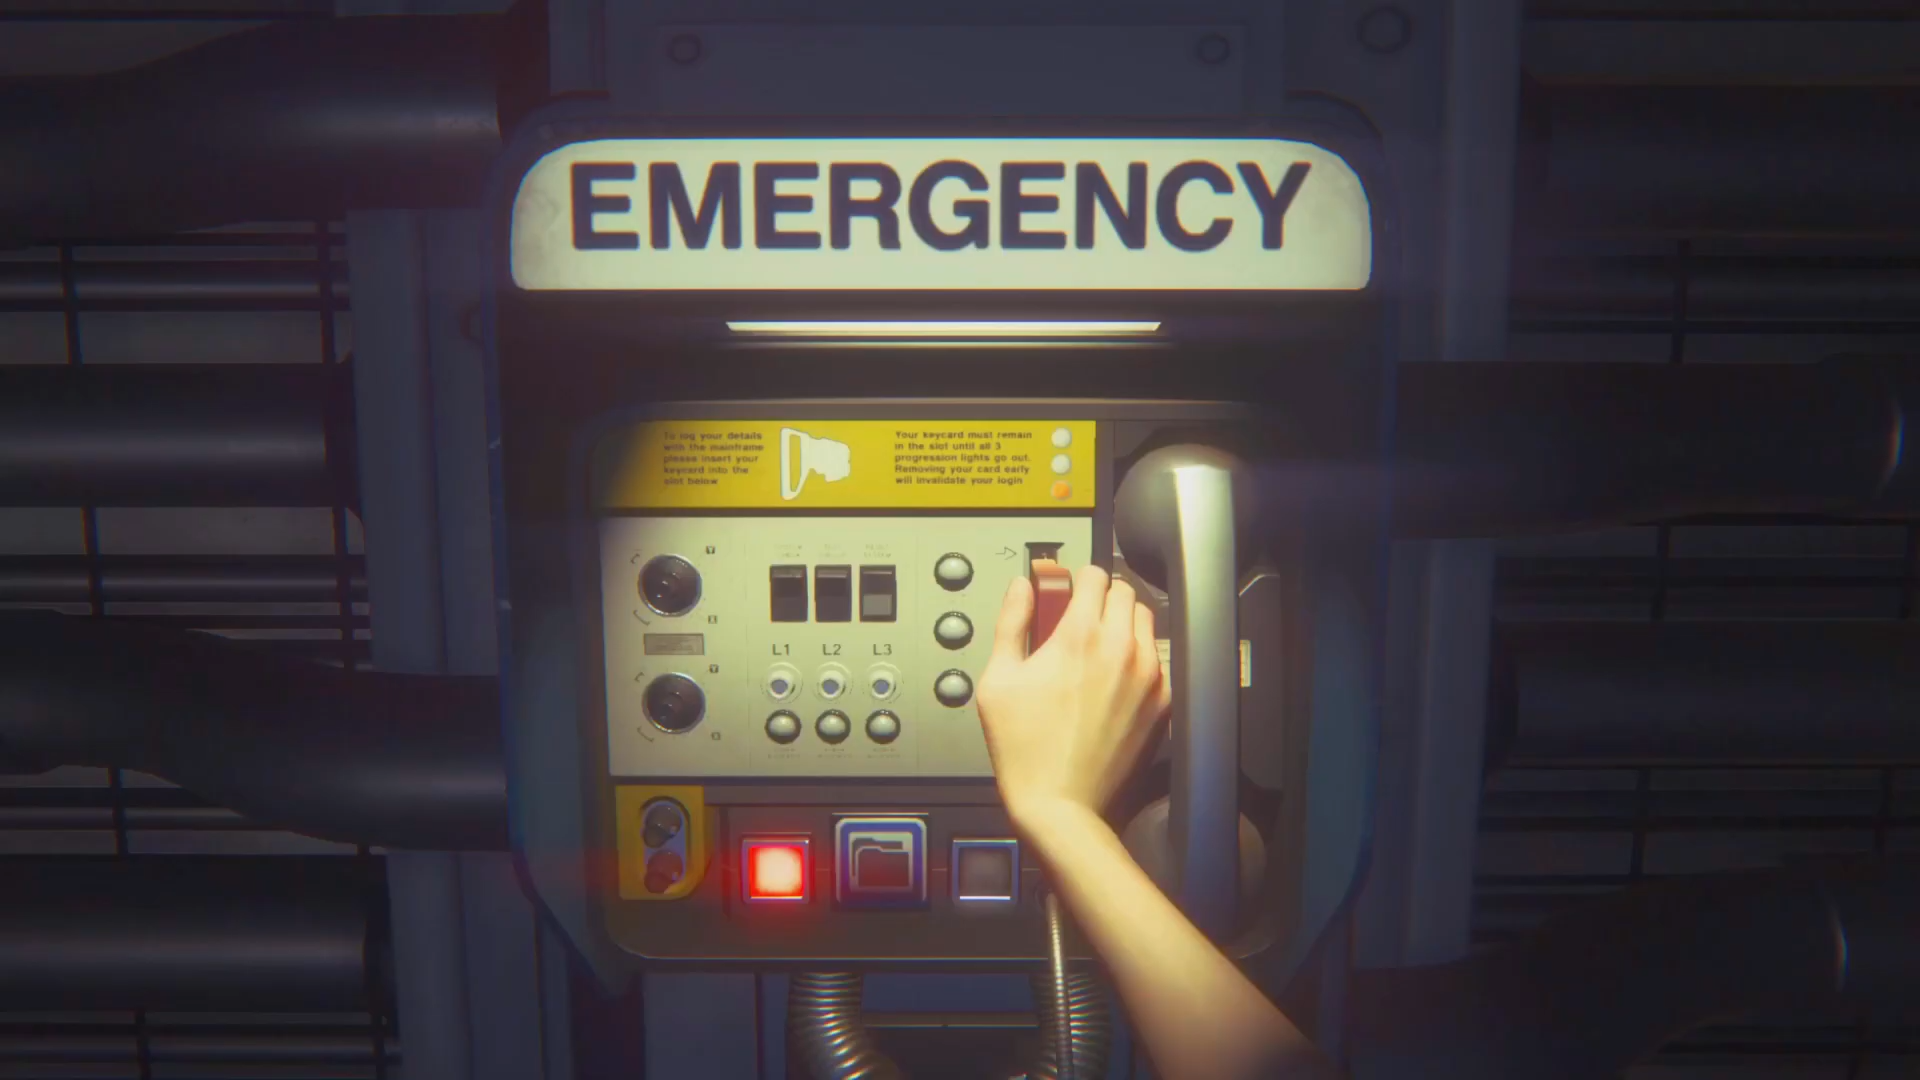 EMERGENCY
To log your details
with the mainframe
please insert your
keycard into the
slot below
Your keycard must remain
in the slot until all 3
progression lights go out.
Removing your card early
will invalidate your login
L1 L2 L3